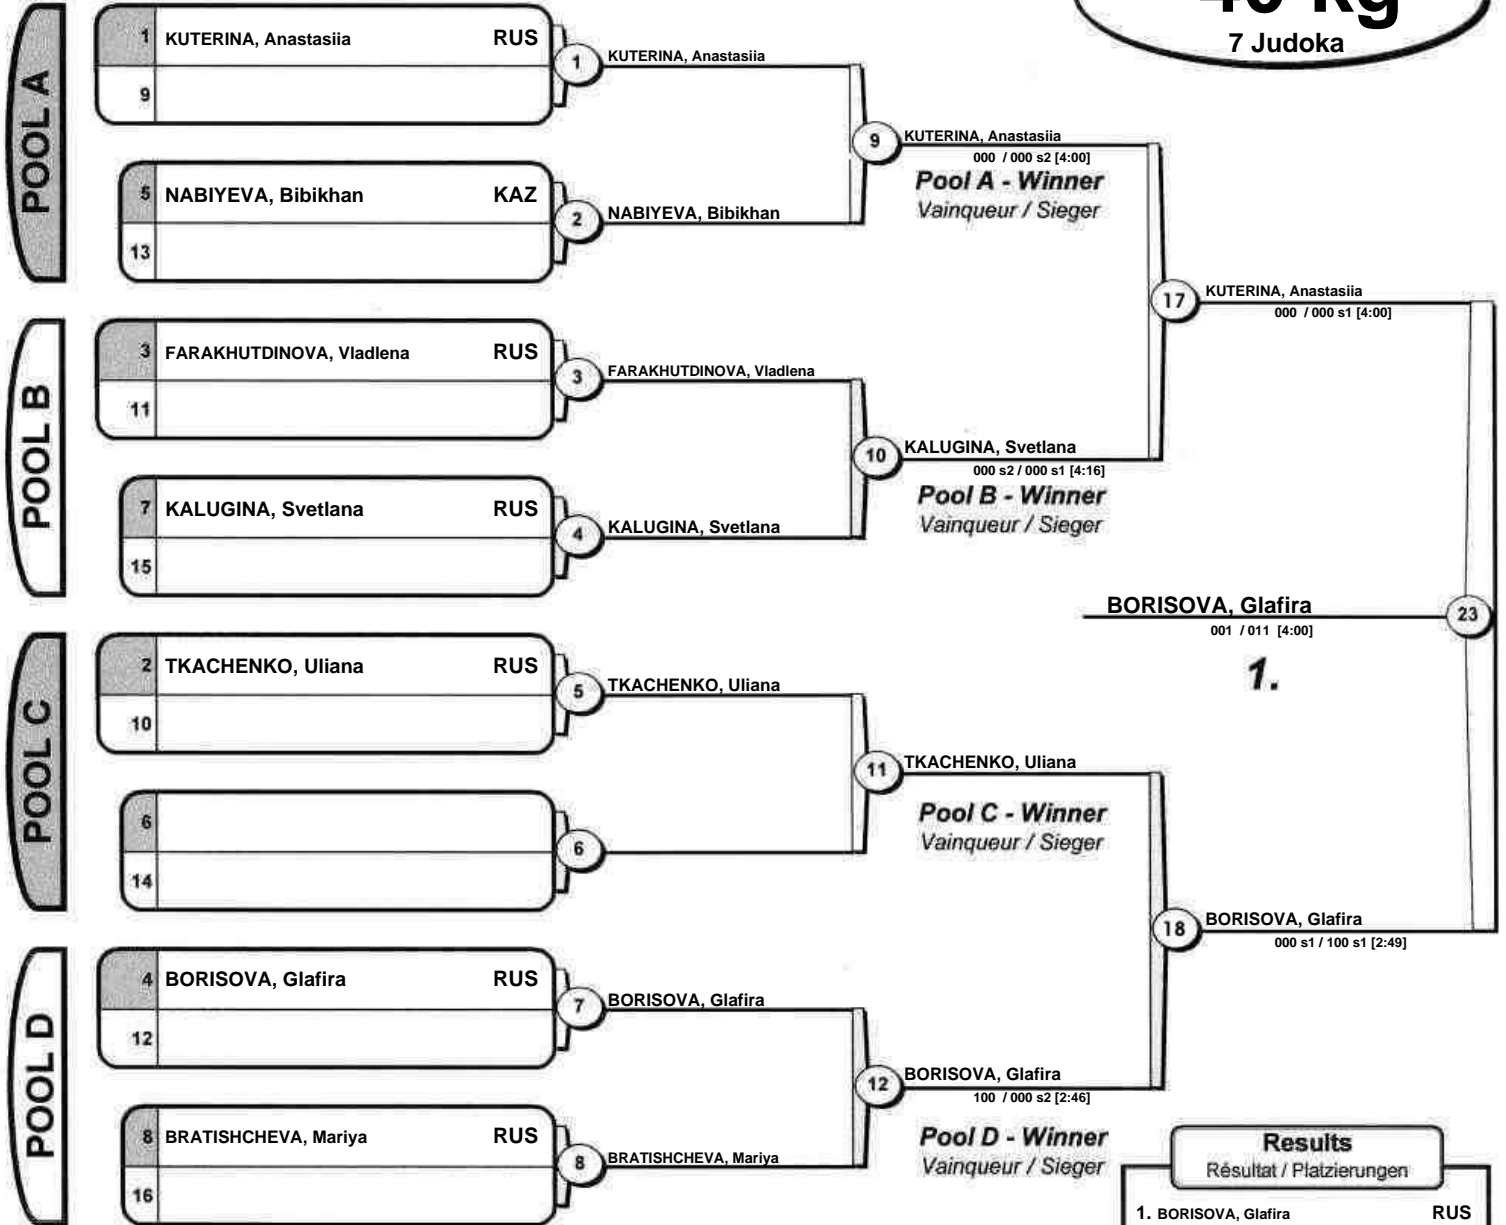 40 kg
7 Judoka
POOL A
1 KUTERINA, Anastasiia RUS
9
5 NABIYEVA, Bibikhan KAZ
13
1 KUTERINA, Anastasiia
2 NABIYEVA, Bibikhan
9 KUTERINA, Anastasiia
000 / 000 s2 [4:00]
Pool A - Winner
Vainqueur / Sieger
POOL B
3 FARAKHUTDINOVA, Vladlena RUS
11
7 KALUGINA, Svetlana RUS
15
3 FARAKHUTDINOVA, Vladlena
4 KALUGINA, Svetlana
10 KALUGINA, Svetlana
000 s2 / 000 s1 [4:16]
Pool B - Winner
Vainqueur / Sieger
17 KUTERINA, Anastasiia
000 / 000 s1 [4:00]
BORISOVA, Glafira 23
001 / 011 [4:00]
1.
POOL C
2 TKACHENKO, Uliana RUS
10
6
14
5 TKACHENKO, Uliana
6
11 TKACHENKO, Uliana
Pool C - Winner
Vainqueur / Sieger
POOL D
4 BORISOVA, Glafira RUS
12
8 BRATISHCHEVA, Mariya RUS
16
7 BORISOVA, Glafira
8 BRATISHCHEVA, Mariya
12 BORISOVA, Glafira
100 / 000 s2 [2:46]
Pool D - Winner
Vainqueur / Sieger
18 BORISOVA, Glafira
000 s1 / 100 s1 [2:49]
Results
Résultat / Platzierungen
1. BORISOVA, Glafira RUS